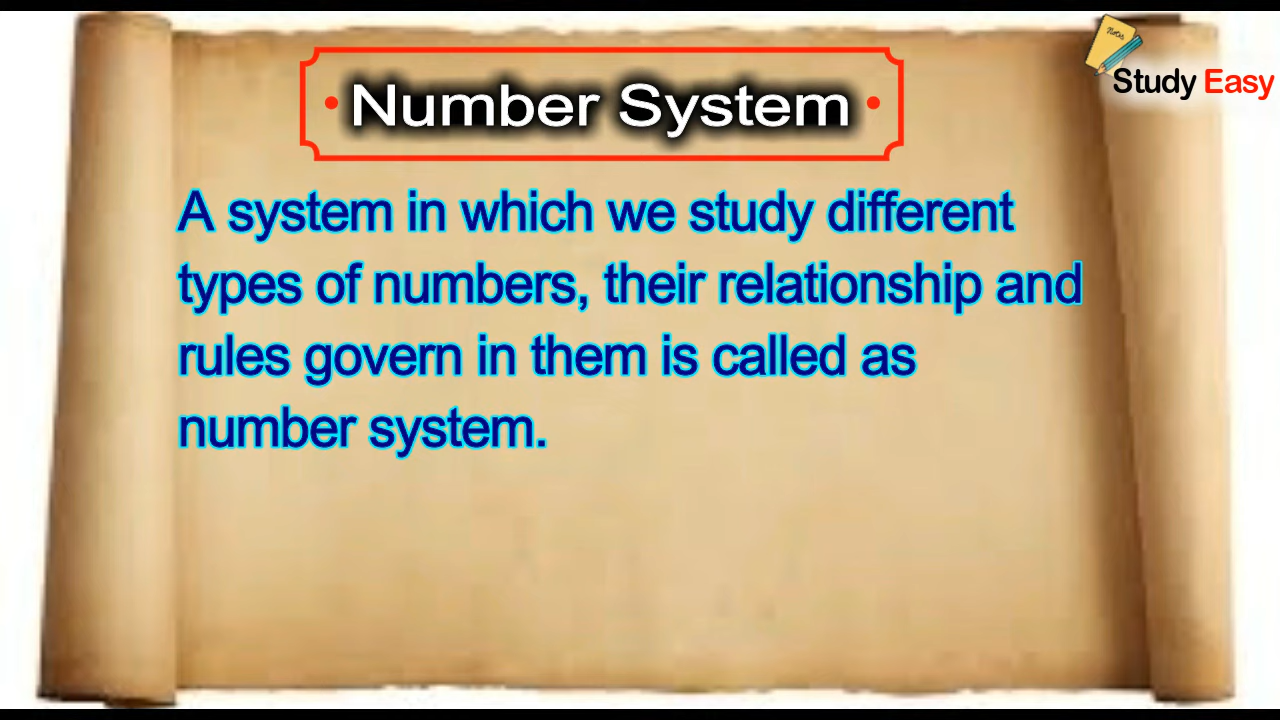 Number System
Study Easy
A system in which we study different
types of numbers, their relationship and
rules govern in them is called as
number system.